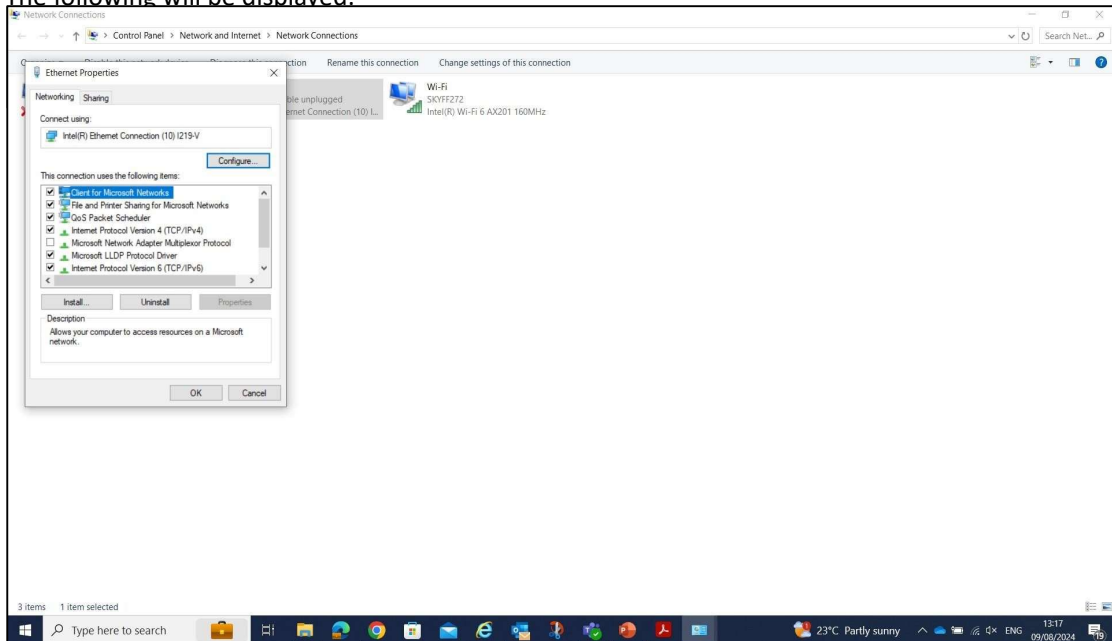 The following will be displayed:
Network Connections
Control Panel > Network and Internet > Network Connections
Search Net...
Rename this connection
Change settings of this connection
Ethernet Properties
Networking
Sharing
Connect using:
Intel(R) Ethernet Connection (10) I219-V
Configure...
This connection uses the following items:
Client for Microsoft Networks
File and Printer Sharing for Microsoft Networks
QoS Packet Scheduler
Internet Protocol Version 4 (TCP/IPv4)
Microsoft Network Adapter Multiplexor Protocol
Microsoft LLDP Protocol Driver
Internet Protocol Version 6 (TCP/IPv6)
Install...
Uninstall
Properties
Description
Allows your computer to access resources on a Microsoft
network.
OK
Cancel
unplugged
Connection (10) I...
Wi-Fi
SKYFF272
Intel(R) Wi-Fi 6 AX201 160MHz
3 items
1 item selected
Type here to search
23°C Partly sunny
ENG
13:17
09/08/2024
19